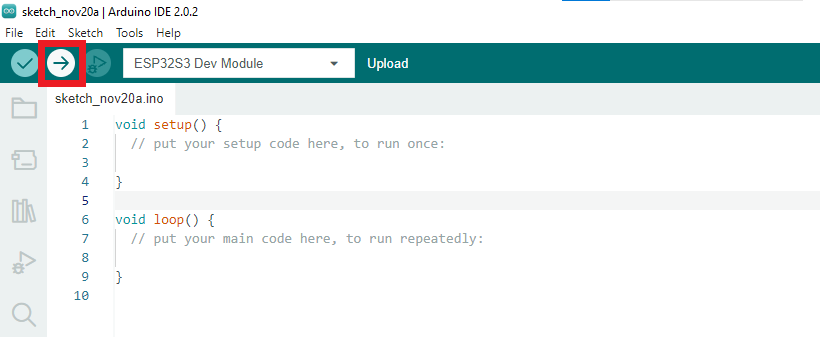 sketch_nov20a | Arduino IDE 2.0.2
File Edit Sketch Tools Help
ESP32S3 Dev Module Upload
sketch_nov20a.ino
1 void setup() {
2 // put your setup code here, to run once:
3
4 }
5
6 void loop() {
7 // put your main code here, to run repeatedly:
8
9 }
10